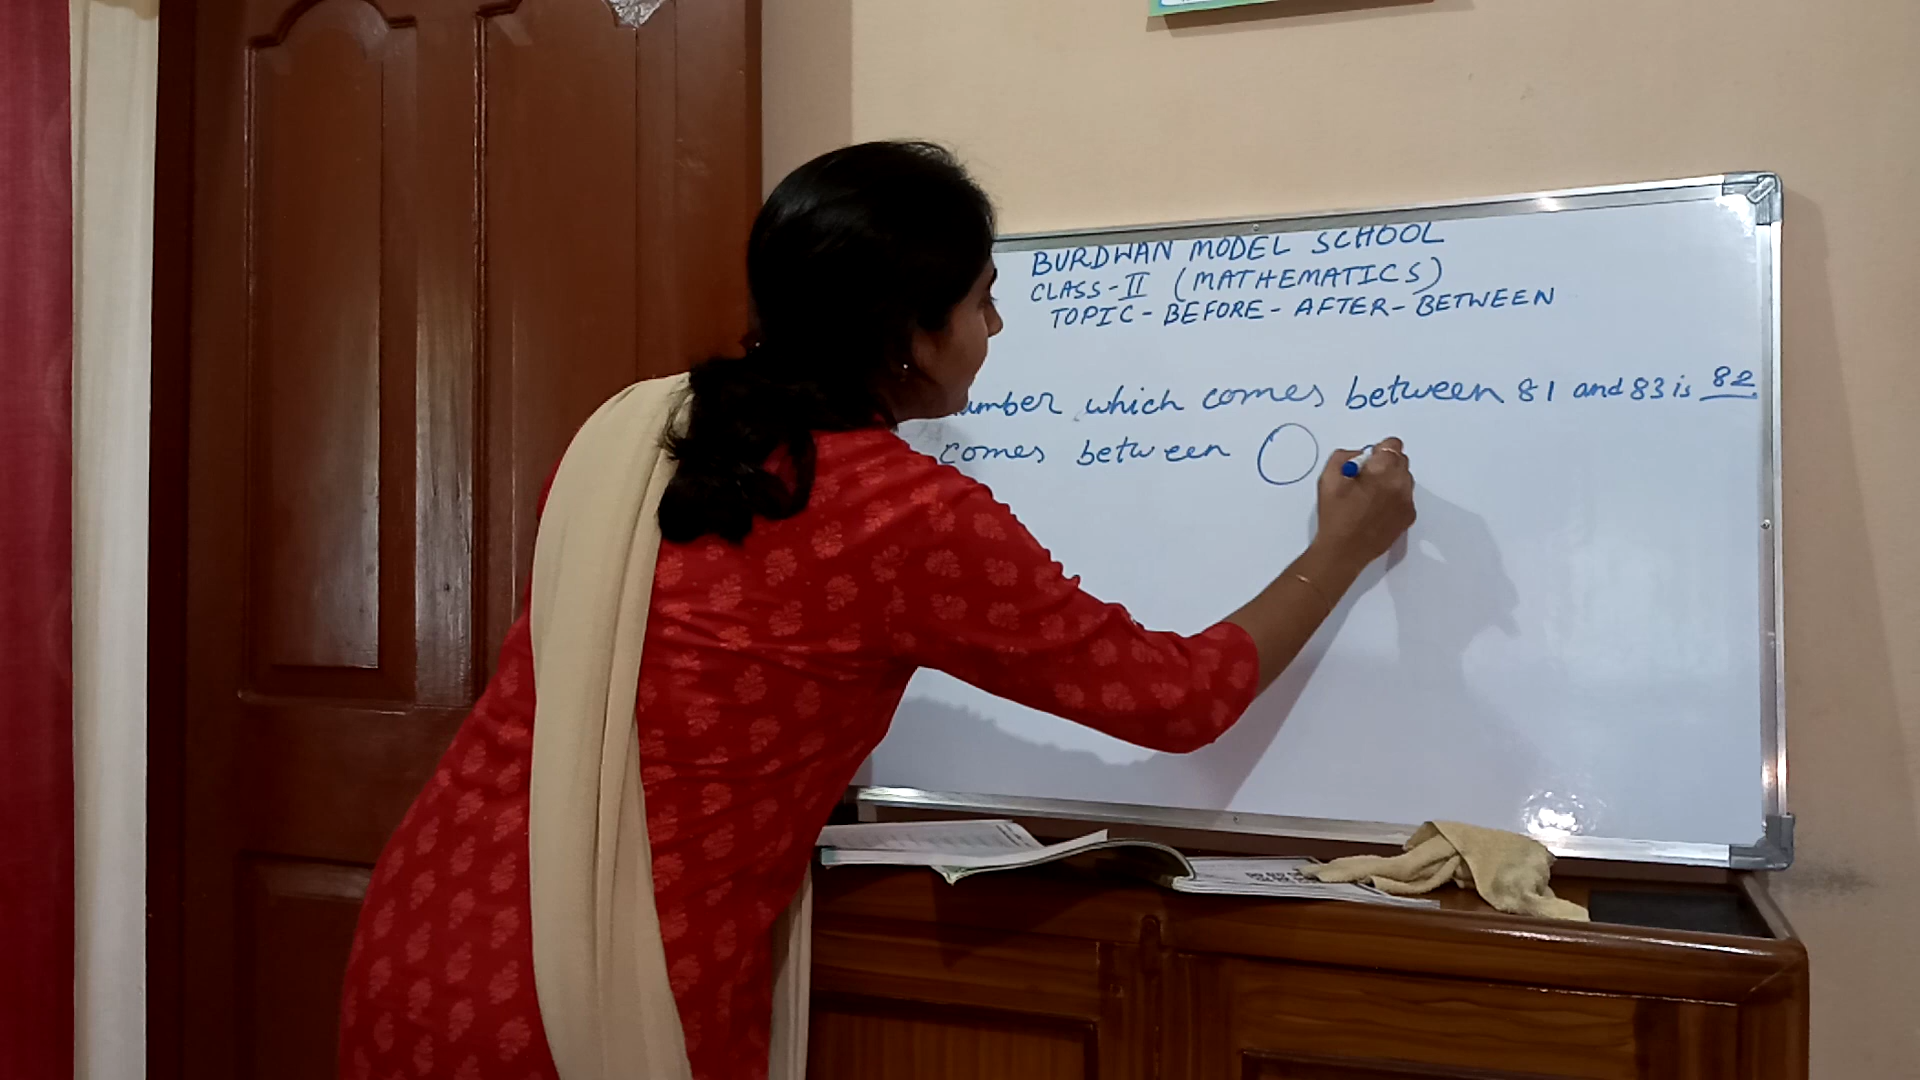 BURDWAN MODEL SCHOOL
CLASS-II (MATHEMATICS)
TOPIC - BEFORE - AFTER - BETWEEN
number which comes between 81 and 83 is 82
comes between